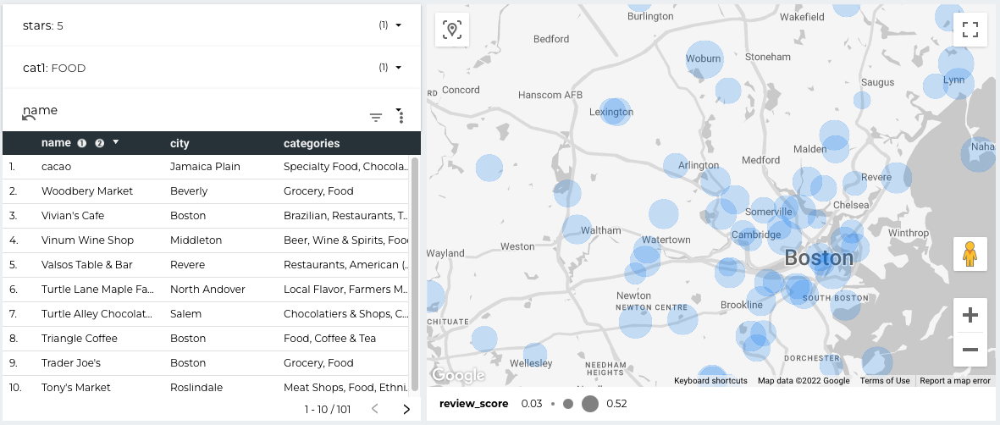 stars: 5 (1)
cat1: FOOD (1)
name
name 1 2 city categories
1. cacao Jamaica Plain Specialty Food, Chocola...
2. Woodbery Market Beverly Grocery, Food
3. Vivian's Cafe Boston Brazilian, Restaurants, T...
4. Vinum Wine Shop Middleton Beer, Wine & Spirits, Foo
5. Valsos Table & Bar Revere Restaurants, American (...
6. Turtle Lane Maple Fa... North Andover Local Flavor, Farmers M...
7. Turtle Alley Chocolat... Salem Chocolatiers & Shops, C...
8. Triangle Coffee Boston Food, Coffee & Tea
9. Trader Joe's Boston Grocery, Food
10. Tony's Market Roslindale Meat Shops, Food, Ethni...
1 - 10 / 101
Burlington
Wakefield
Bedford
Woburn
Stoneham
Lynn
Saugus
RD
Concord
Hanscom AFB
Lexington
Malden
Naha
Medford
Arlington
Revere
Chelsea
Somerville
Waltham
Cambridge
Winthrop
Watertown
Weston
Wayland
Boston
Newton
NEWTON CENTRE
SOUTH BOSTON
Brookline
CHITUATE
DORCHESTER
Wellesley
NEEDHAM
HEIGHTS
Google
Keyboard shortcuts
Map data ©2022 Google
Terms of Use
Report a map error
review_score 0.03 0.52